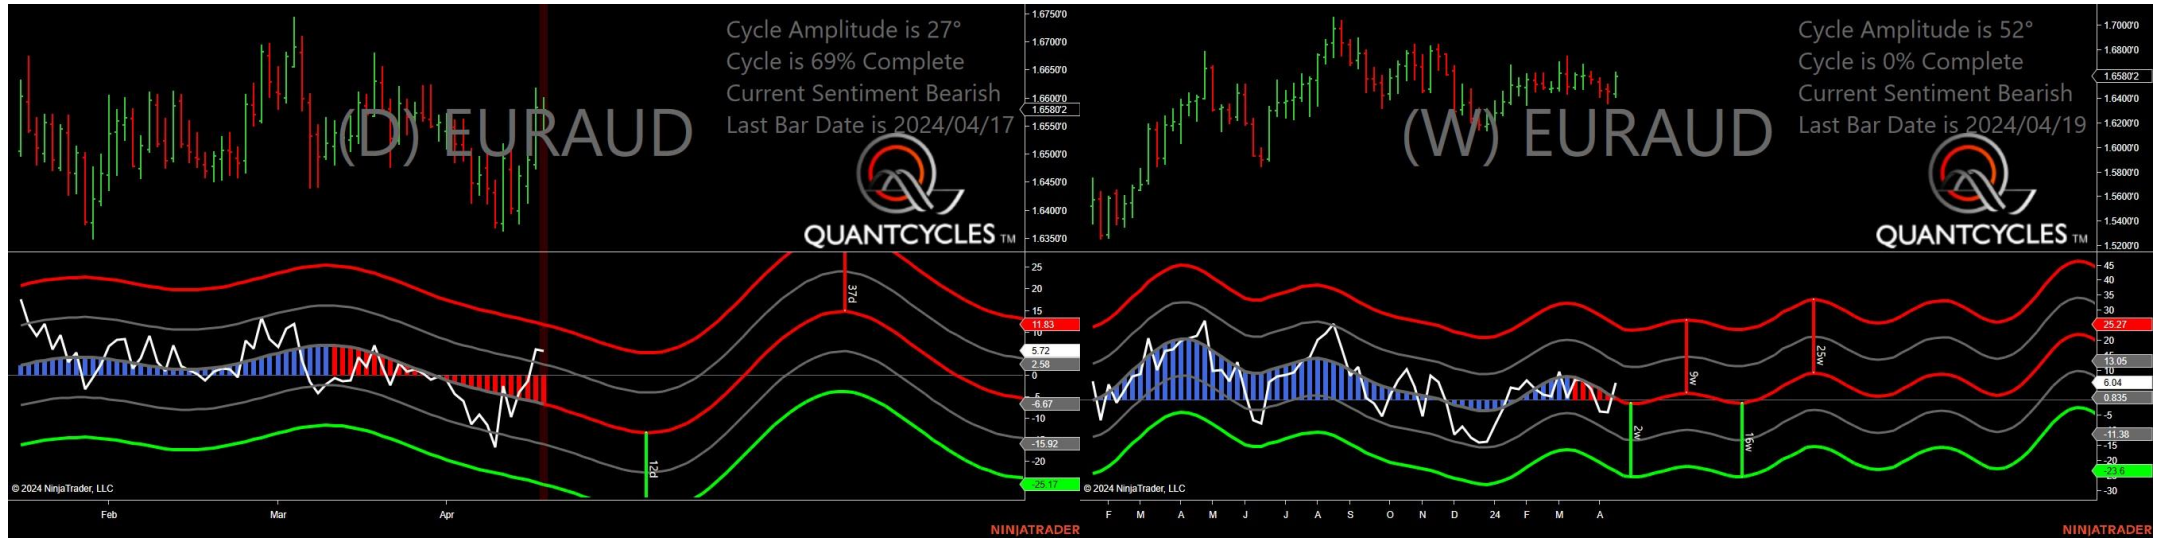 Cycle Amplitude is 27°
Cycle is 69% Complete
Current Sentiment Bearish
Last Bar Date is 2024/04/17
(D) EURAUD
QUANTCYCLES TM
1.6750'0
1.6700'0
1.6650'0
1.6600'0
1.6580'2
1.6550'0
1.6500'0
1.6450'0
1.6400'0
1.6350'0
25
20
15
11.83
10
5.72
2.58
0
-6.67
-10
-15.92
-20
-25.17
37d
12d
© 2024 NinjaTrader, LLC
Feb Mar Apr
NINJATRADER
Cycle Amplitude is 52°
Cycle is 0% Complete
Current Sentiment Bearish
Last Bar Date is 2024/04/19
(W) EURAUD
QUANTCYCLES TM
1.7000'0
1.6800'0
1.6580'2
1.6400'0
1.6200'0
1.6000'0
1.5800'0
1.5600'0
1.5400'0
1.5200'0
45
40
35
30
25.27
20
13.05
10
6.04
0.835
-5
-11.38
-15
-20
-23.6
-30
9w
25w
2w
16w
© 2024 NinjaTrader, LLC
F M A M J J A S O N D 24 F M A
NINJATRADER